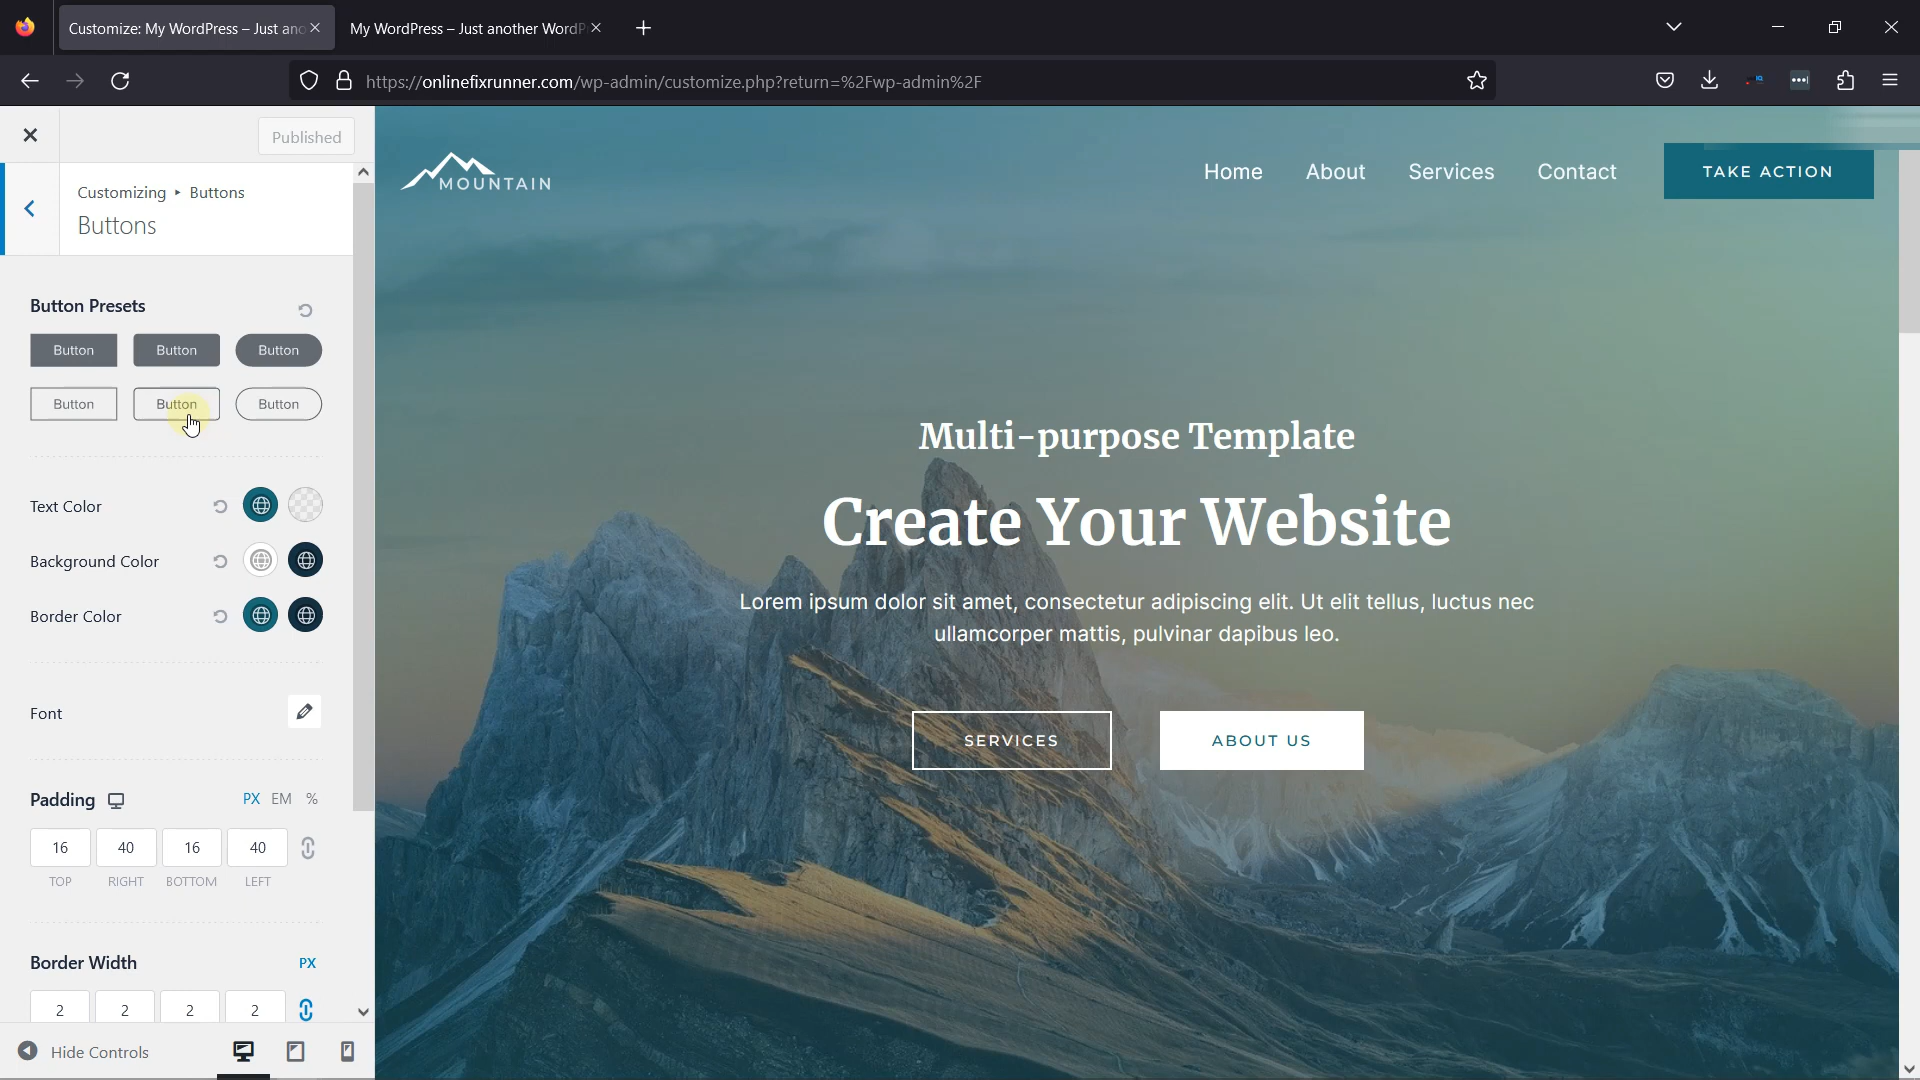 Customize: My WordPress – Just ano
My WordPress – Just another WordP
https://onlinefixrunner.com/wp-admin/customize.php?return=%2Fwp-admin%2F
Published
Customizing ▸ Buttons
Buttons
Button Presets
Button Button Button
Button Button Button
Text Color
Background Color
Border Color
Font
Padding PX EM %
16 40 16 40
TOP RIGHT BOTTOM LEFT
Border Width PX
2 2 2 2
Hide Controls
MOUNTAIN
Home About Services Contact TAKE ACTION
Multi-purpose Template
Create Your Website
Lorem ipsum dolor sit amet, consectetur adipiscing elit. Ut elit tellus, luctus nec
ullamcorper mattis, pulvinar dapibus leo.
SERVICES ABOUT US